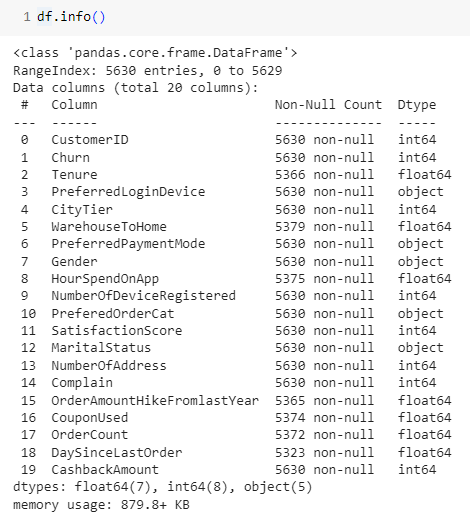 1 df.info()
<class 'pandas.core.frame.DataFrame'>
RangeIndex: 5630 entries, 0 to 5629
Data columns (total 20 columns):
 #   Column                       Non-Null Count  Dtype
---  ------                       --------------  -----
 0   CustomerID                   5630 non-null   int64
 1   Churn                        5630 non-null   int64
 2   Tenure                       5366 non-null   float64
 3   PreferredLoginDevice         5630 non-null   object
 4   CityTier                     5630 non-null   int64
 5   WarehouseToHome              5379 non-null   float64
 6   PreferredPaymentMode         5630 non-null   object
 7   Gender                       5630 non-null   object
 8   HourSpendOnApp               5375 non-null   float64
 9   NumberOfDeviceRegistered     5630 non-null   int64
 10  PreferedOrderCat             5630 non-null   object
 11  SatisfactionScore            5630 non-null   int64
 12  MaritalStatus                5630 non-null   object
 13  NumberOfAddress              5630 non-null   int64
 14  Complain                     5630 non-null   int64
 15  OrderAmountHikeFromlastYear  5365 non-null   float64
 16  CouponUsed                   5374 non-null   float64
 17  OrderCount                   5372 non-null   float64
 18  DaySinceLastOrder            5323 non-null   float64
 19  CashbackAmount               5630 non-null   int64
dtypes: float64(7), int64(8), object(5)
memory usage: 879.8+ KB